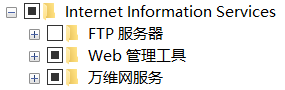 Internet Information Services
FTP 服务器
Web 管理工具
万维网服务